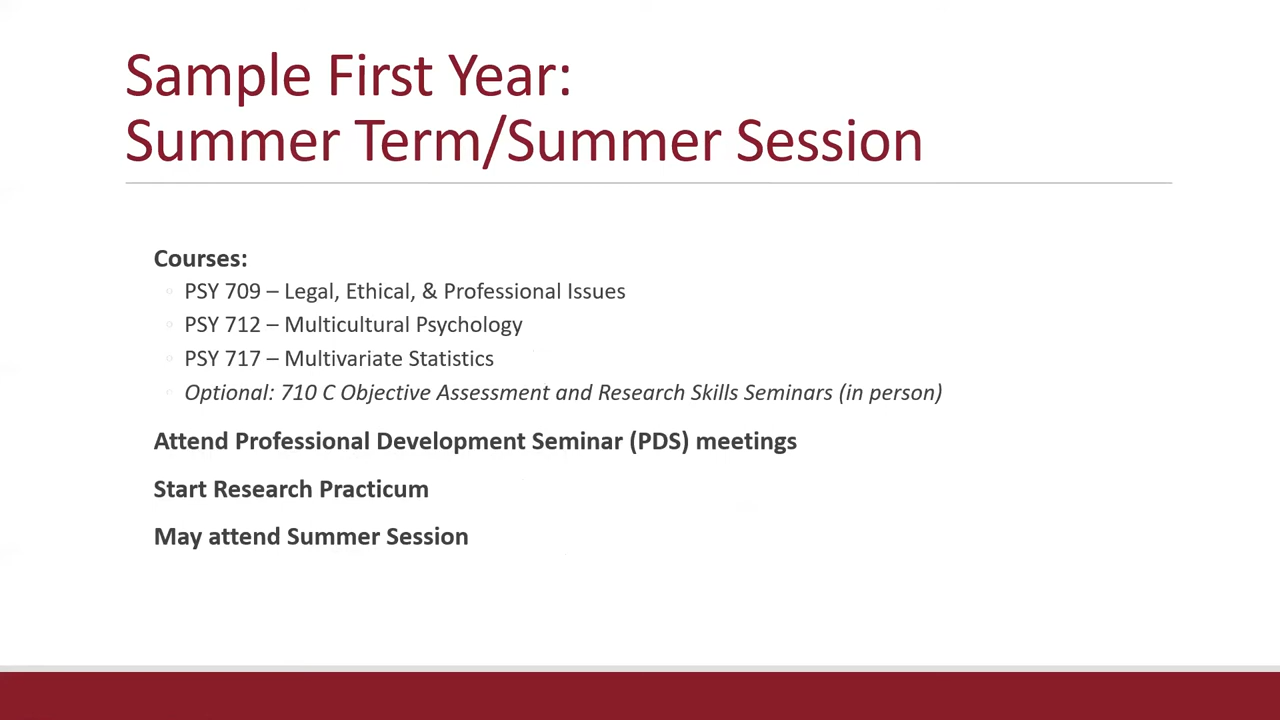 Sample First Year:
Summer Term/Summer Session
Courses:
PSY 709 – Legal, Ethical, & Professional Issues
PSY 712 – Multicultural Psychology
PSY 717 – Multivariate Statistics
Optional: 710 C Objective Assessment and Research Skills Seminars (in person)
Attend Professional Development Seminar (PDS) meetings
Start Research Practicum
May attend Summer Session